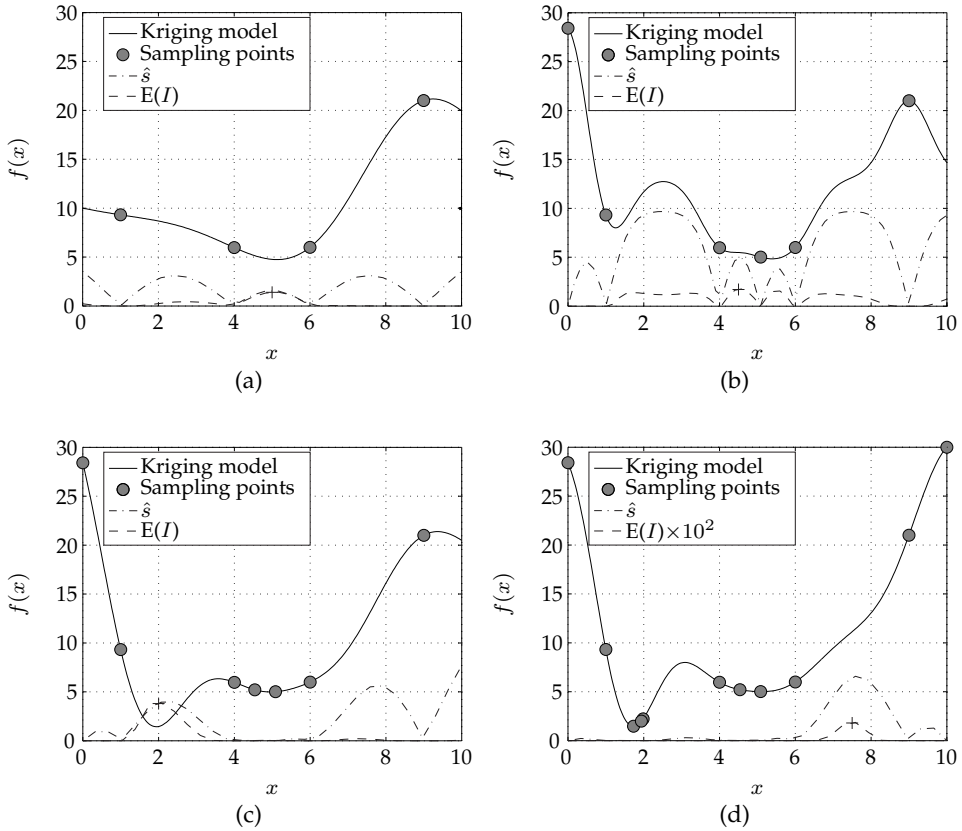 30
25
20
15
10
5
0
f(x)
Kriging model
Sampling points
ŝ
E(I)
0 2 4 6 8 10
x
(a)
30
25
20
15
10
5
0
f(x)
Kriging model
Sampling points
ŝ
E(I)
0 2 4 6 8 10
x
(b)
30
25
20
15
10
5
0
f(x)
Kriging model
Sampling points
ŝ
E(I)
0 2 4 6 8 10
x
(c)
30
25
20
15
10
5
0
f(x)
Kriging model
Sampling points
ŝ
E(I)×10²
0 2 4 6 8 10
x
(d)